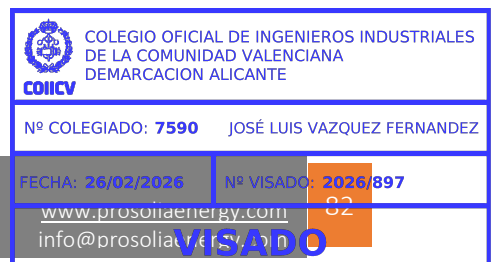 COLEGIO OFICIAL DE INGENIEROS INDUSTRIALES
DE LA COMUNIDAD VALENCIANA
DEMARCACION ALICANTE
COIICV
Nº COLEGIADO: 7590 JOSÉ LUIS VAZQUEZ FERNANDEZ
FECHA: 26/02/2026 Nº VISADO: 2026/897
www.prosoliaenergy.com 82
info@prosoliaenergy.com
VISADO